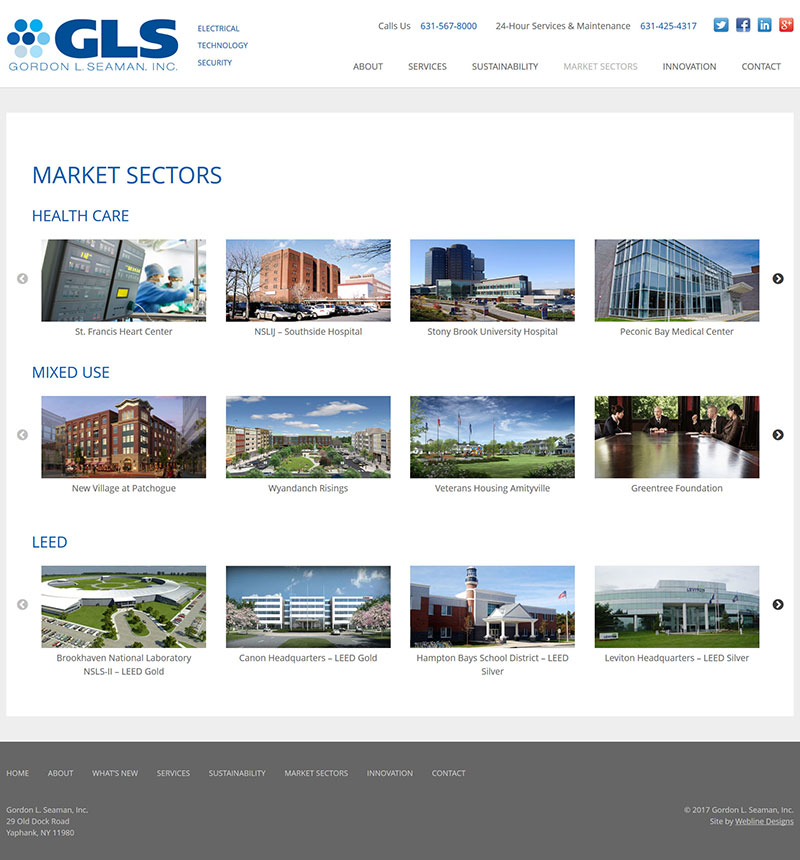 GLS
GORDON L. SEAMAN, INC.
ELECTRICAL
TECHNOLOGY
SECURITY
Calls Us 631-567-8000 24-Hour Services & Maintenance 631-425-4317
ABOUT SERVICES SUSTAINABILITY MARKET SECTORS INNOVATION CONTACT
MARKET SECTORS
HEALTH CARE
St. Francis Heart Center
NSLIJ – Southside Hospital
Stony Brook University Hospital
Peconic Bay Medical Center
MIXED USE
New Village at Patchogue
Wyandanch Risings
Veterans Housing Amityville
Greentree Foundation
LEED
LEVITON
Brookhaven National Laboratory
NSLS-II – LEED Gold
Canon Headquarters – LEED Gold
Hampton Bays School District – LEED
Silver
Leviton Headquarters – LEED Silver
HOME ABOUT WHAT'S NEW SERVICES SUSTAINABILITY MARKET SECTORS INNOVATION CONTACT
Gordon L. Seaman, Inc.
29 Old Dock Road
Yaphank, NY 11980
© 2017 Gordon L. Seaman, Inc.
Site by Webline Designs